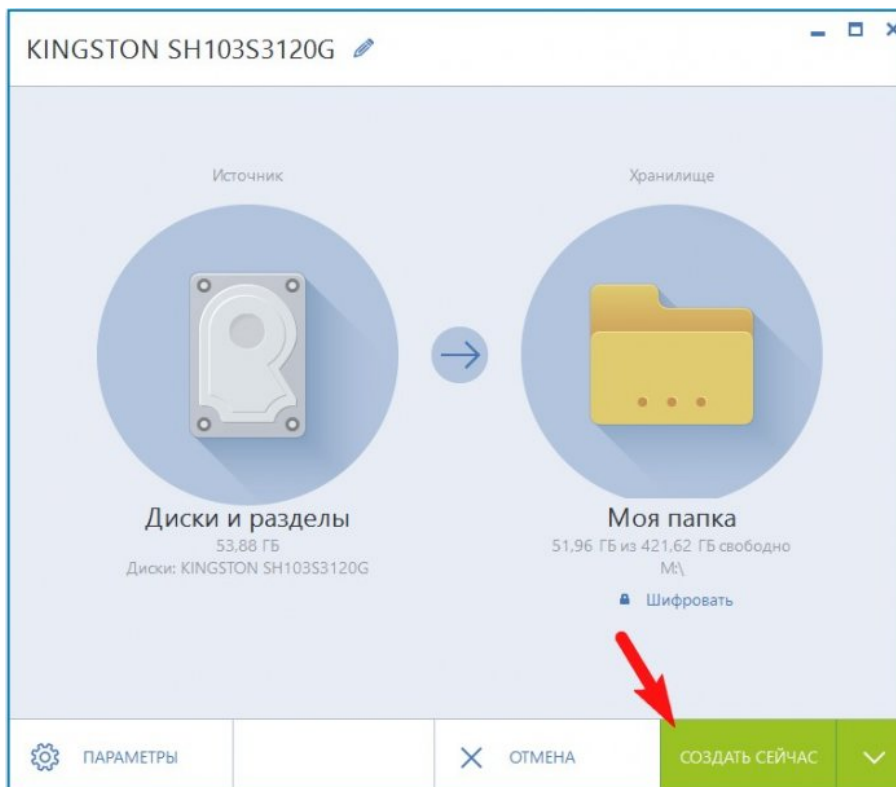 KINGSTON SH103S3120G
Источник
Хранилище
Диски и разделы
53,88 ГБ
Диски: KINGSTON SH103S3120G
Моя папка
51,96 ГБ из 421,62 ГБ свободно
M:\
Шифровать
ПАРАМЕТРЫ
ОТМЕНА
СОЗДАТЬ СЕЙЧАС